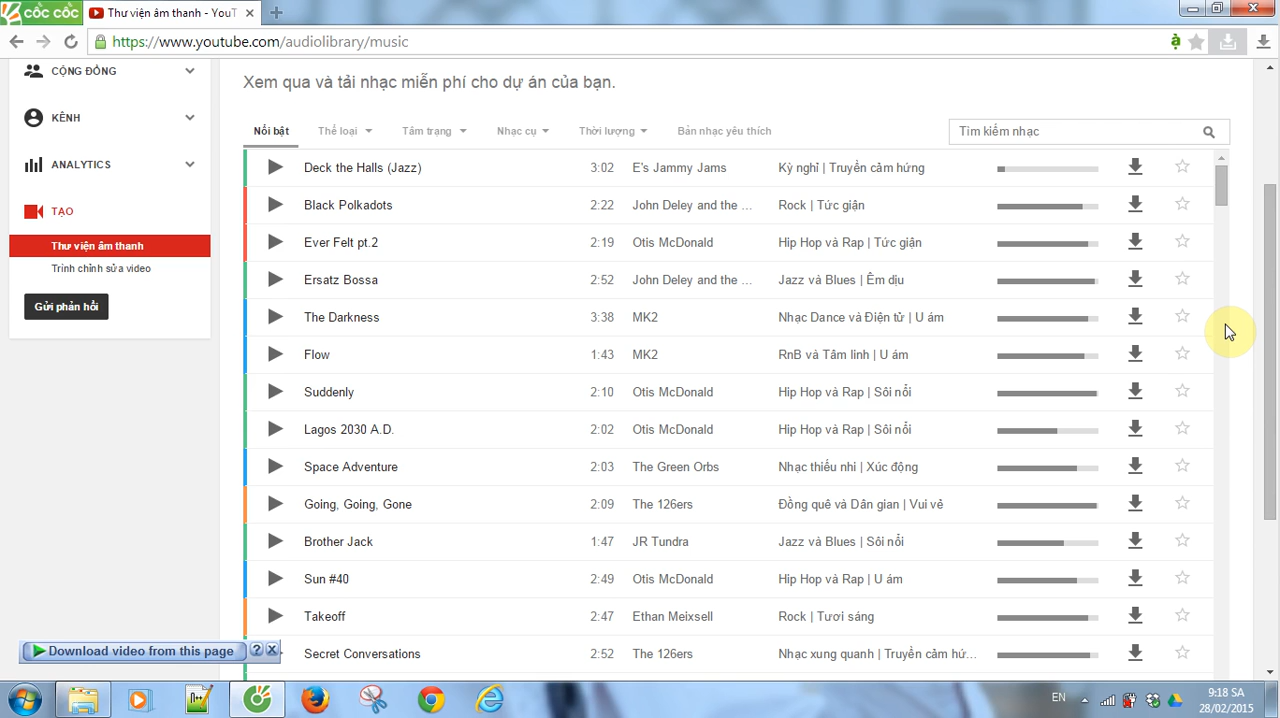 CỐC CỐC
Thư viện âm thanh - YouT
https://www.youtube.com/audiolibrary/music
CỘNG ĐỒNG
KÊNH
ANALYTICS
TẠO
Thư viện âm thanh
Trình chỉnh sửa video
Gửi phản hồi
Xem qua và tải nhạc miễn phí cho dự án của bạn.
Nổi bật Thể loại Tâm trạng Nhạc cụ Thời lượng Bản nhạc yêu thích Tìm kiếm nhạc
Deck the Halls (Jazz) 3:02 E's Jammy Jams Kỳ nghỉ | Truyền cảm hứng
Black Polkadots 2:22 John Deley and the ... Rock | Tức giận
Ever Felt pt.2 2:19 Otis McDonald Hip Hop và Rap | Tức giận
Ersatz Bossa 2:52 John Deley and the ... Jazz và Blues | Êm dịu
The Darkness 3:38 MK2 Nhạc Dance và Điện tử | U ám
Flow 1:43 MK2 RnB và Tâm linh | U ám
Suddenly 2:10 Otis McDonald Hip Hop và Rap | Sôi nổi
Lagos 2030 A.D. 2:02 Otis McDonald Hip Hop và Rap | Sôi nổi
Space Adventure 2:03 The Green Orbs Nhạc thiếu nhi | Xúc động
Going, Going, Gone 2:09 The 126ers Đồng quê và Dân gian | Vui vẻ
Brother Jack 1:47 JR Tundra Jazz và Blues | Sôi nổi
Sun #40 2:49 Otis McDonald Hip Hop và Rap | U ám
Takeoff 2:47 Ethan Meixsell Rock | Tươi sáng
Secret Conversations 2:52 The 126ers Nhạc xung quanh | Truyền cảm hứ...
Download video from this page ? X
EN 9:18 SA
28/02/2015